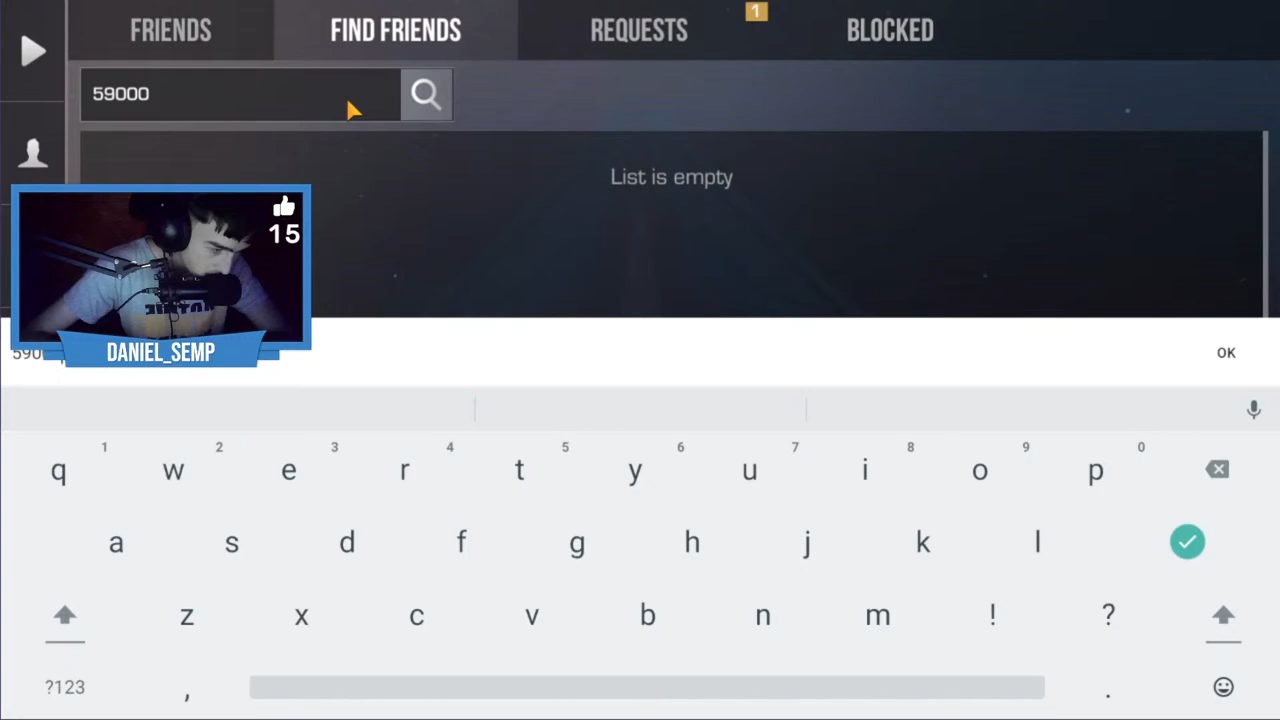 FRIENDS FIND FRIENDS REQUESTS 1 BLOCKED
59000
List is empty
15
DANIEL_SEMP
OK
1 2 3 4 5 6 7 8 9 0
q w e r t y u i o p
a s d f g h j k l
z x c v b n m ! ?
?123 , .